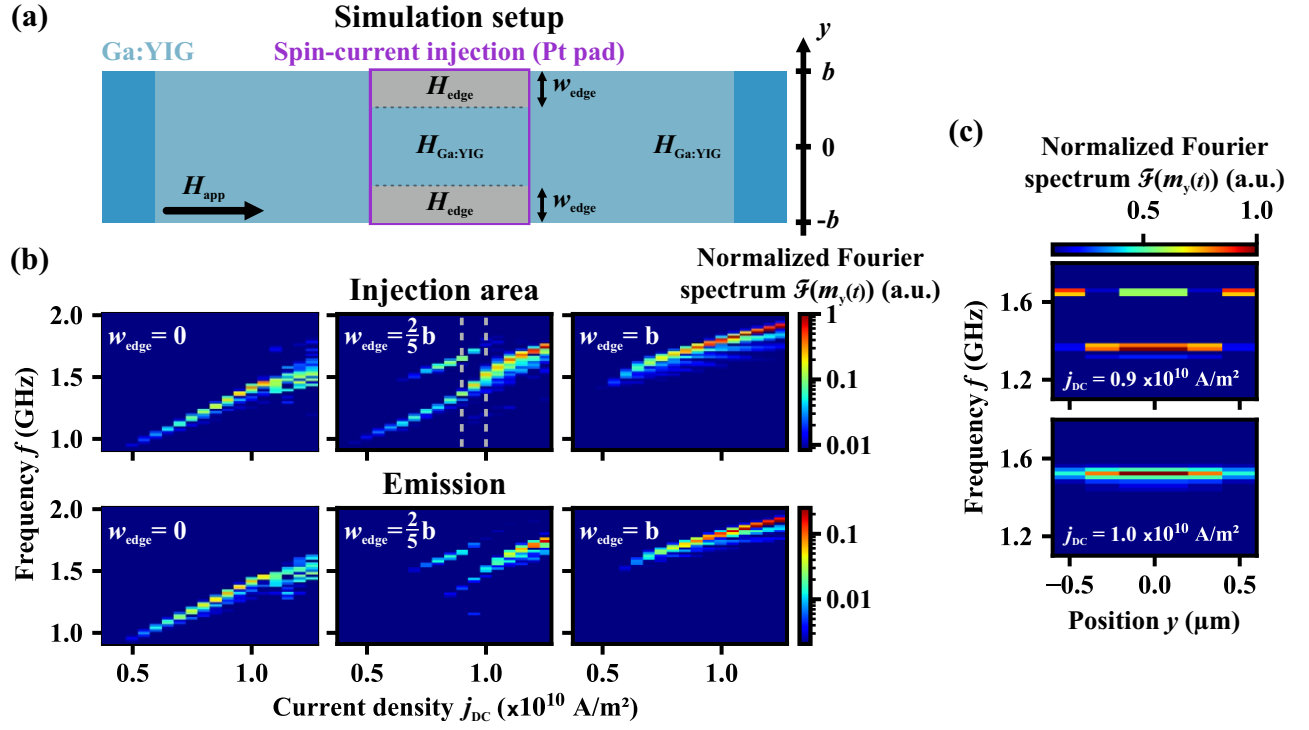 (a)
Simulation setup
Ga:YIG
Spin-current injection (Pt pad)
y
H_edge
w_edge
b
H_Ga:YIG
H_Ga:YIG
0
H_app
H_edge
w_edge
-b
(b)
Injection area
Normalized Fourier
spectrum ℱ(m_y(t)) (a.u.)
w_edge = 0
w_edge = 2/5 b
w_edge = b
2.0
1.5
1.0
1
0.1
0.01
Emission
w_edge = 0
w_edge = 2/5 b
w_edge = b
2.0
1.5
1.0
0.1
0.01
0.5
1.0
0.5
1.0
0.5
1.0
Frequency f (GHz)
Current density j_DC (x10^10 A/m²)
(c)
Normalized Fourier
spectrum ℱ(m_y(t)) (a.u.)
0.5
1.0
1.6
1.2
j_DC = 0.9 x10^10 A/m²
1.6
1.2
j_DC = 1.0 x10^10 A/m²
−0.5
0.0
0.5
Frequency f (GHz)
Position y (μm)